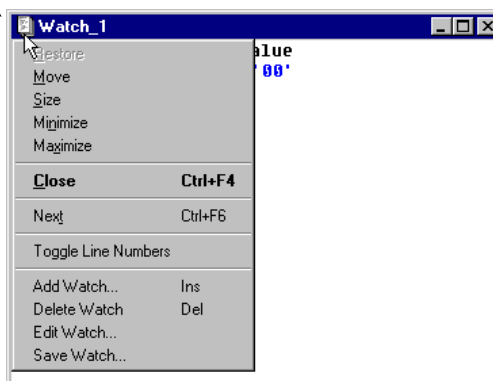 Watch_1
Restore
alue
'00'
Move
Size
Minimize
Maximize
Close Ctrl+F4
Next Ctrl+F6
Toggle Line Numbers
Add Watch... Ins
Delete Watch Del
Edit Watch...
Save Watch...